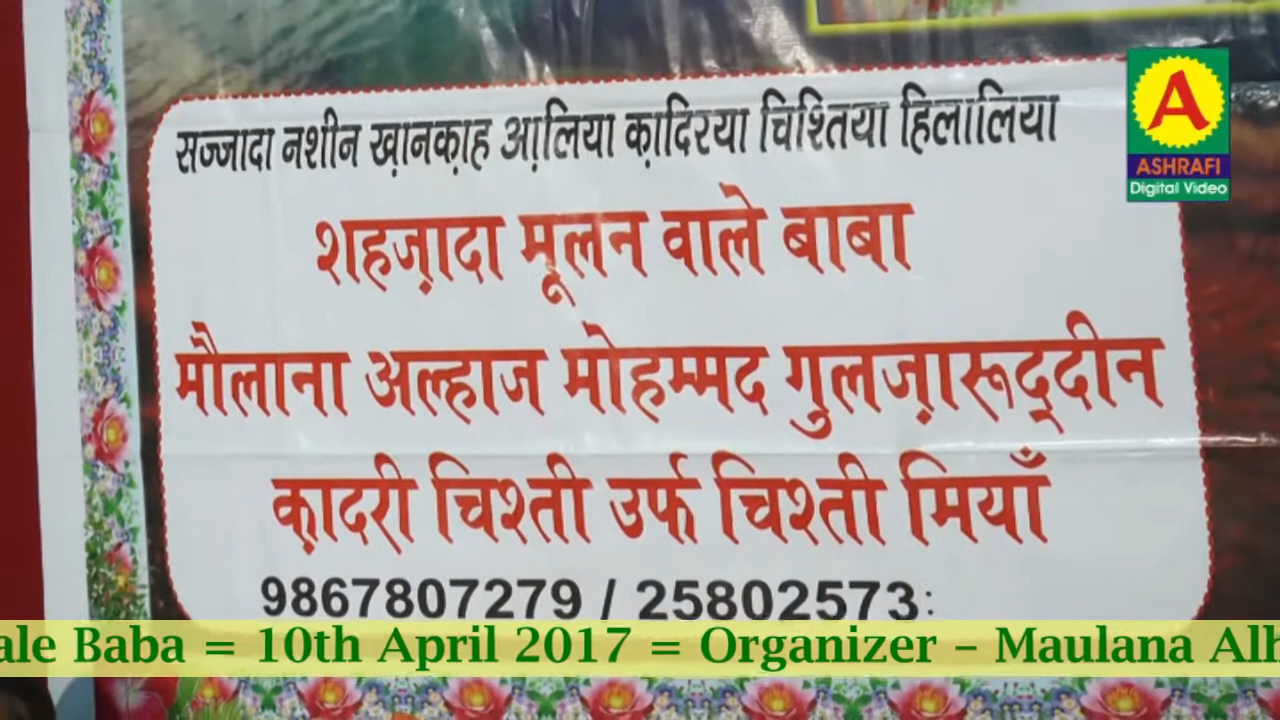 सज्जादा नशीन ख़ानक़ाह आ़लिया क़ादिरया चिश्तिया हिलालिया
शहज़ादा मूलन वाले बाबा
मौलाना अल्हाज मोहम्मद गुलज़ारूद्दीन
क़ादरी चिश्ती उर्फ चिश्ती मियाँ
9867807279 / 25802573:
A
ASHRAFI
Digital Video
ale Baba = 10th April 2017 = Organizer – Maulana Alh